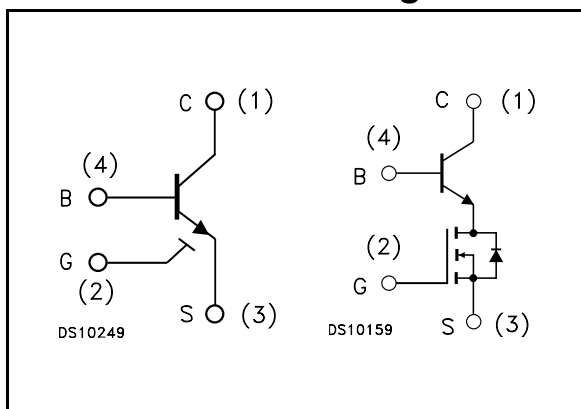 C (1)
(4)
B
G
(2)
S (3)
DS10249
C (1)
(4)
B
(2)
G
S (3)
DS10159